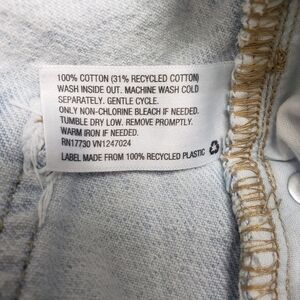 100% COTTON (31% RECYCLED COTTON)
WASH INSIDE OUT. MACHINE WASH COLD
SEPARATELY. GENTLE CYCLE.
ONLY NON-CHLORINE BLEACH IF NEEDED.
TUMBLE DRY LOW. REMOVE PROMPTLY.
WARM IRON IF NEEDED.
RN17730 VN1247024
LABEL MADE FROM 100% RECYCLED PLASTIC